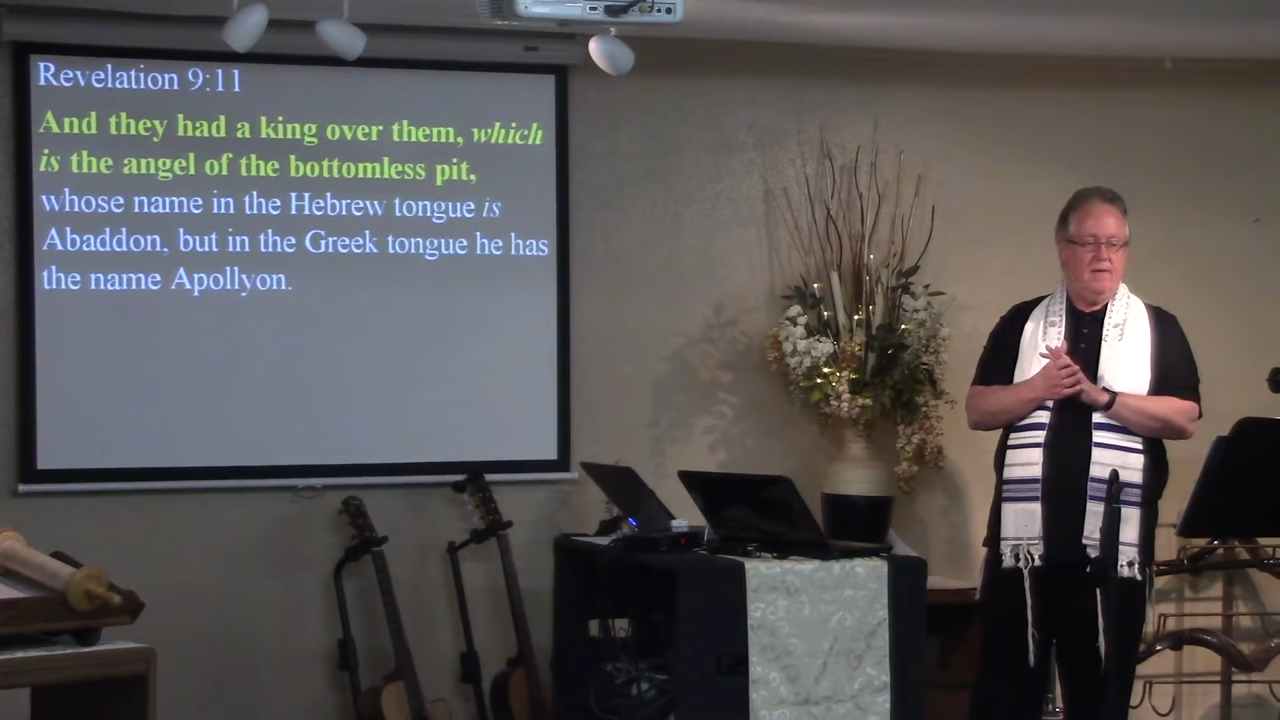 Revelation 9:11
And they had a king over them, which
is the angel of the bottomless pit,
whose name in the Hebrew tongue is
Abaddon, but in the Greek tongue he has
the name Apollyon.